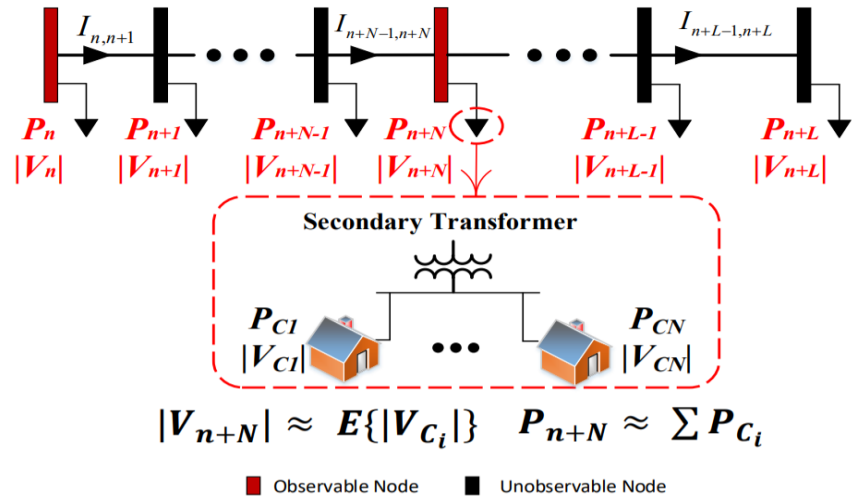 I_{n,n+1} I_{n+N-1,n+N} I_{n+L-1,n+L}
P_n P_{n+1} P_{n+N-1} P_{n+N} P_{n+L-1} P_{n+L}
|V_n| |V_{n+1}| |V_{n+N-1}| |V_{n+N}| |V_{n+L-1}| |V_{n+L}|
Secondary Transformer
P_{C1} P_{CN}
|V_{C1}| |V_{CN}|
|V_{n+N}| ≈ E{|V_{C_i}|} P_{n+N} ≈ ∑ P_{C_i}
Observable Node Unobservable Node